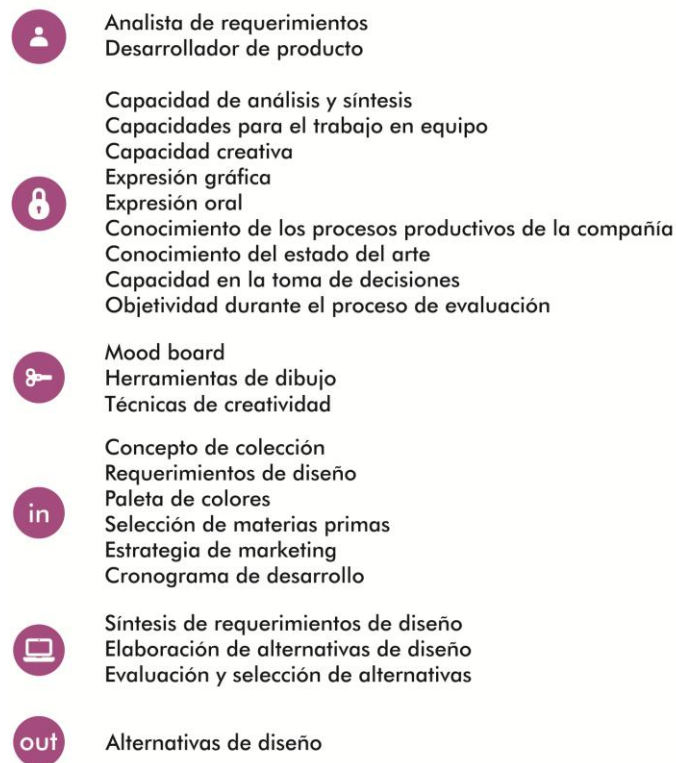 Analista de requerimientos
Desarrollador de producto
Capacidad de análisis y síntesis
Capacidades para el trabajo en equipo
Capacidad creativa
Expresión gráfica
Expresión oral
Conocimiento de los procesos productivos de la compañía
Conocimiento del estado del arte
Capacidad en la toma de decisiones
Objetividad durante el proceso de evaluación
Mood board
Herramientas de dibujo
Técnicas de creatividad
in
Concepto de colección
Requerimientos de diseño
Paleta de colores
Selección de materias primas
Estrategia de marketing
Cronograma de desarrollo
Síntesis de requerimientos de diseño
Elaboración de alternativas de diseño
Evaluación y selección de alternativas
out
Alternativas de diseño